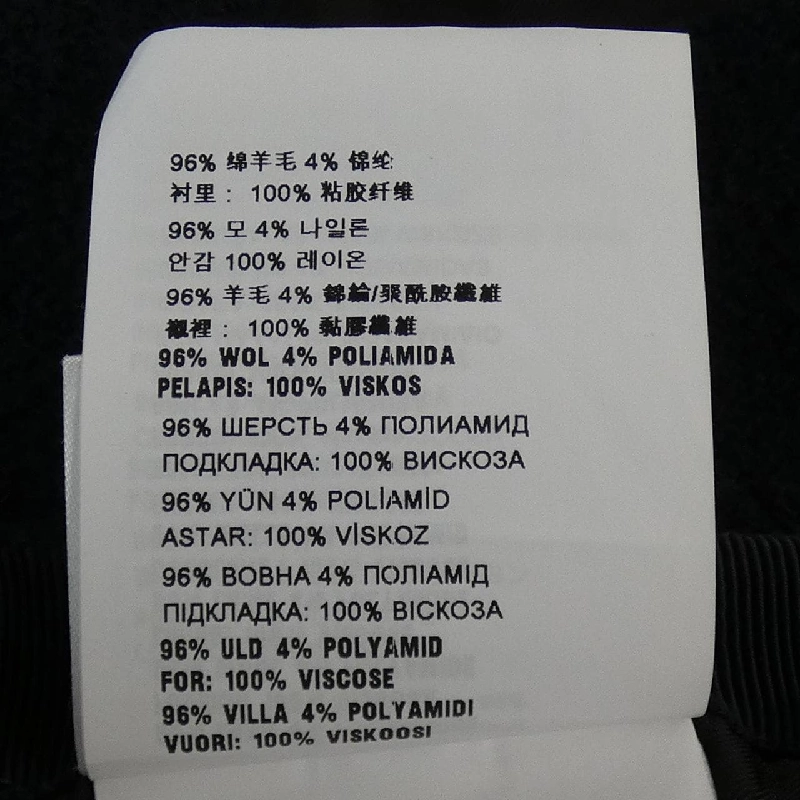 96% 绵羊毛 4% 锦纶
衬里： 100% 粘胶纤维
96% 모 4% 나일론
안감 100% 레이온
96% 羊毛 4% 錦綸/聚酰胺纖維
襯裡： 100% 黏膠纖維
96% WOL 4% POLIAMIDA
PELAPIS: 100% VISKOS
96% ШЕРСТЬ 4% ПОЛИАМИД
ПОДКЛАДКА: 100% ВИСКОЗА
96% YÜN 4% POLİAMİD
ASTAR: 100% VİSKOZ
96% ВОВНА 4% ПОЛІАМІД
ПІДКЛАДКА: 100% ВІСКОЗА
96% ULD 4% POLYAMID
FOR: 100% VISCOSE
96% VILLA 4% POLYAMIDI
VUORI: 100% VISKOOSI